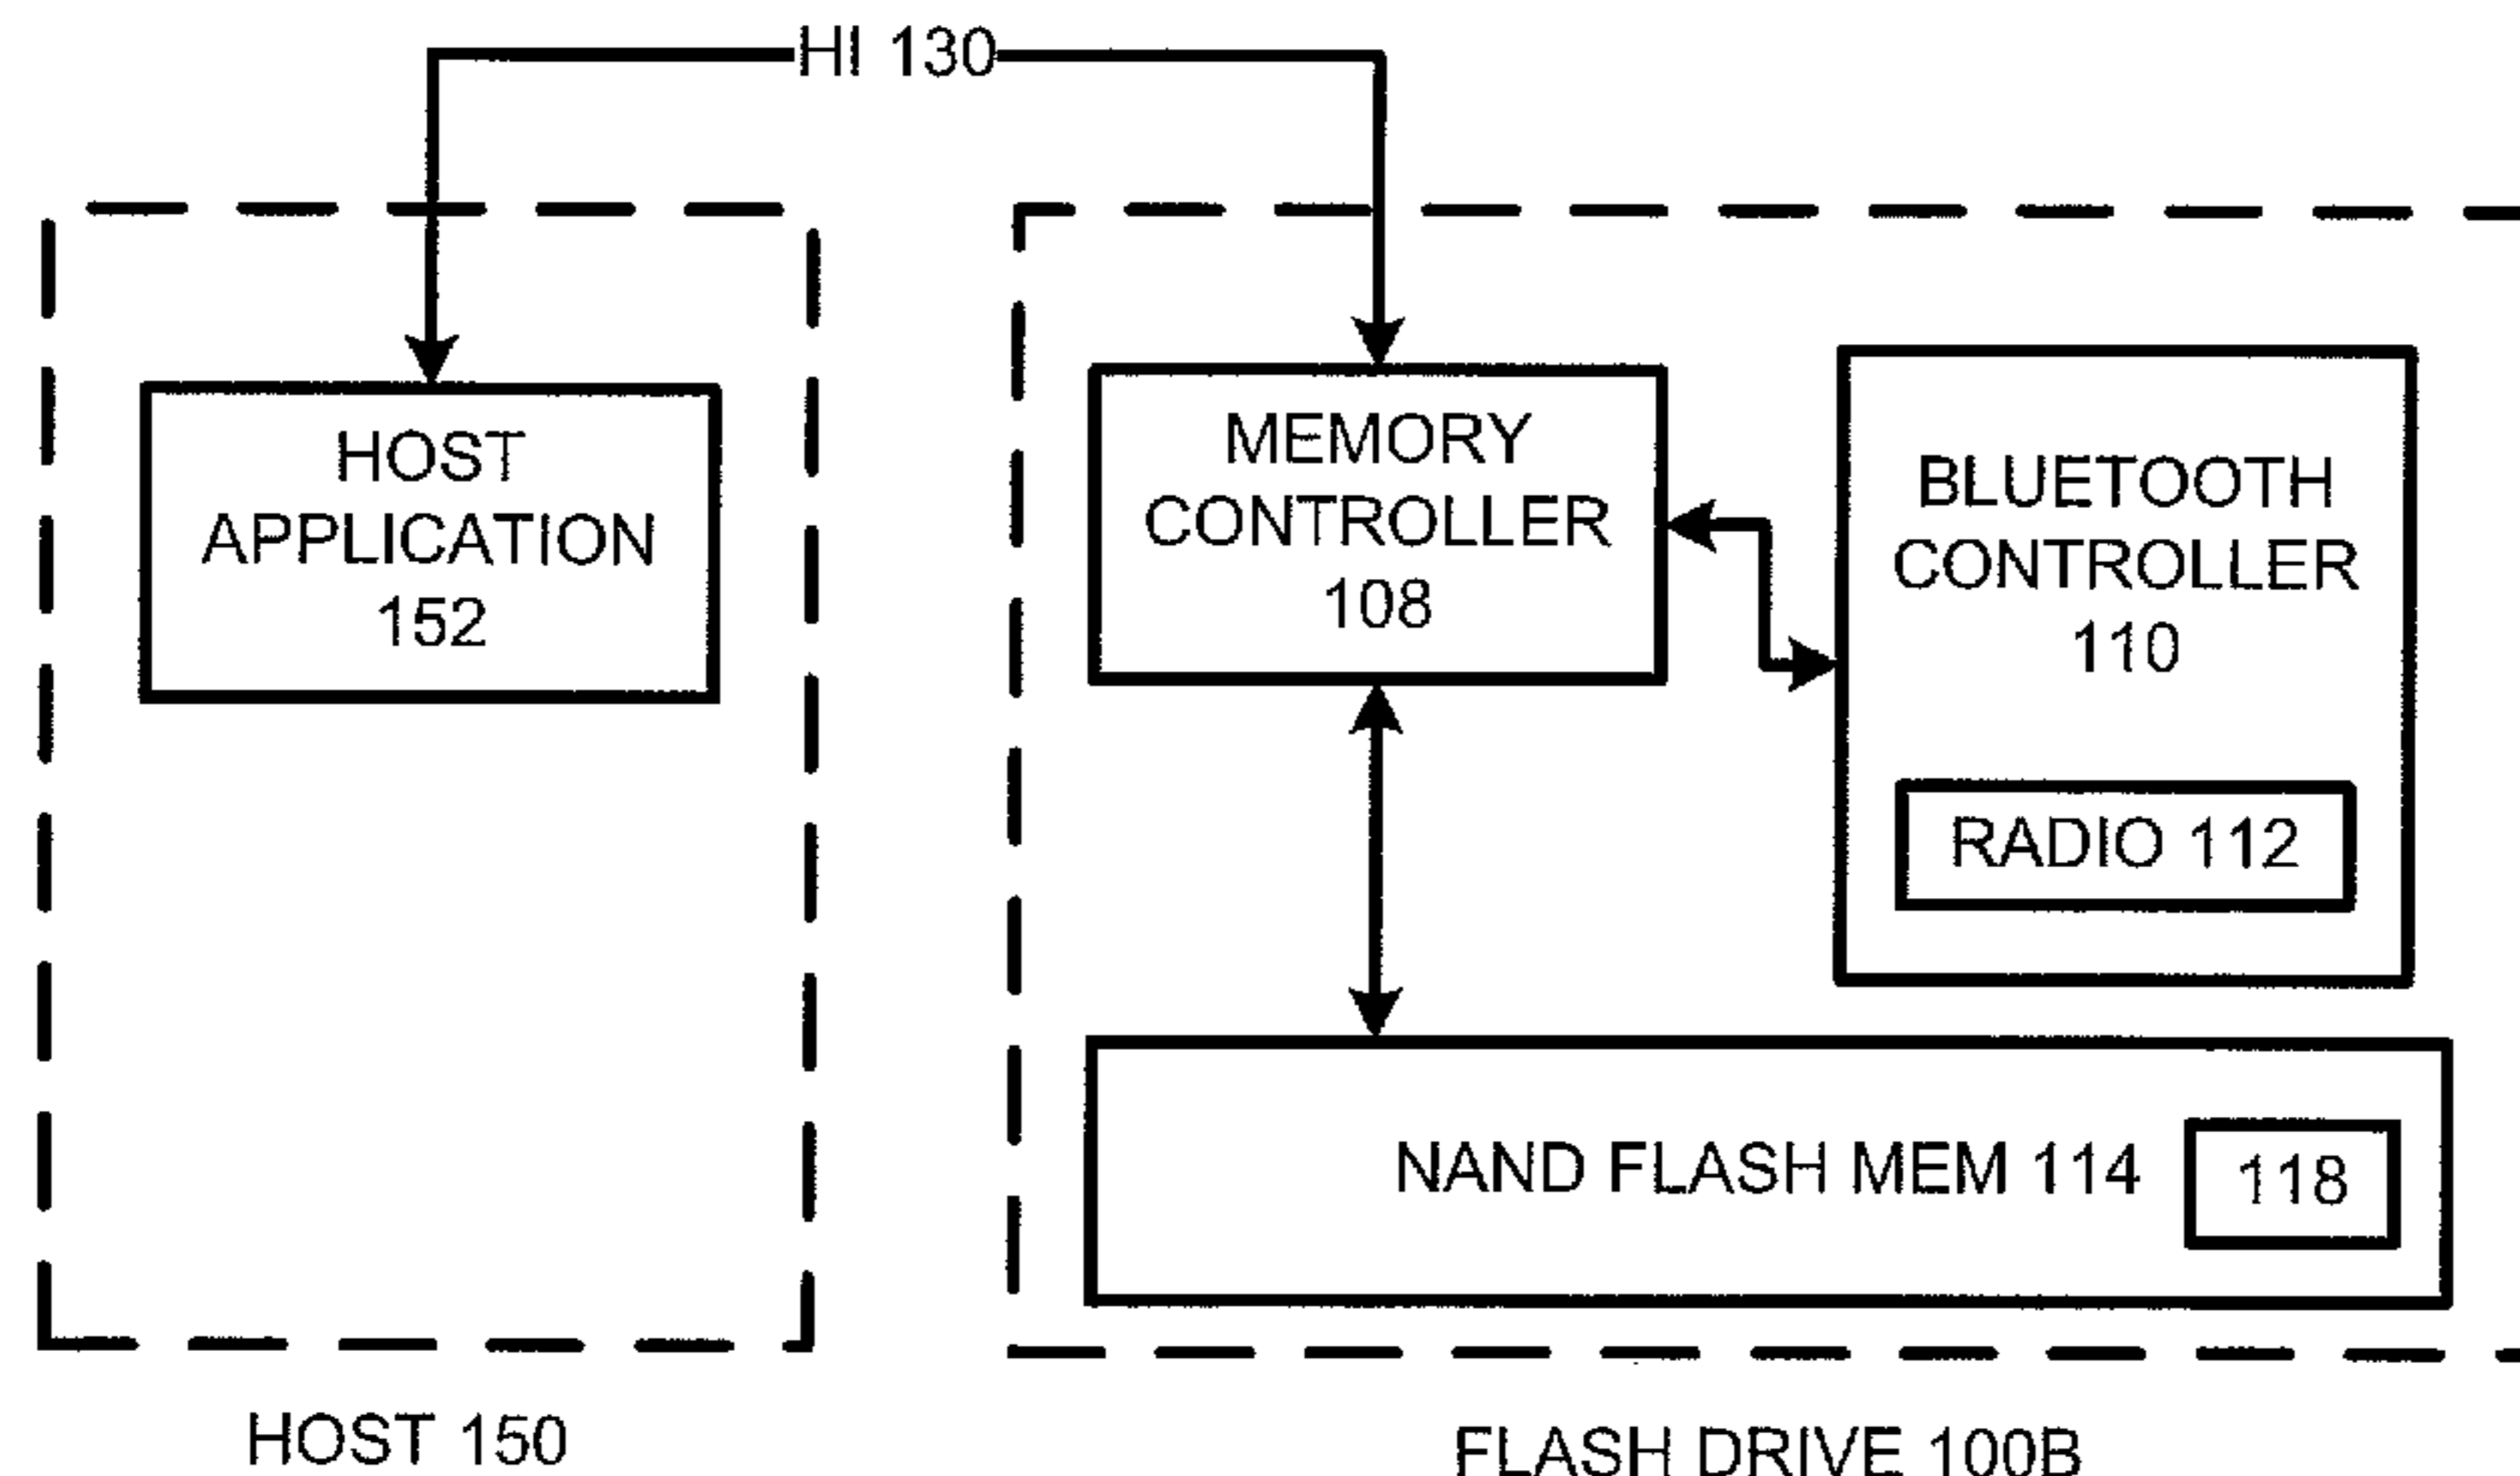 HI 130
HOST
APPLICATION
152
MEMORY
CONTROLLER
108
BLUETOOTH
CONTROLLER
110
RADIO 112
NAND FLASH MEM 114
118
HOST 150
FLASH DRIVE 100B